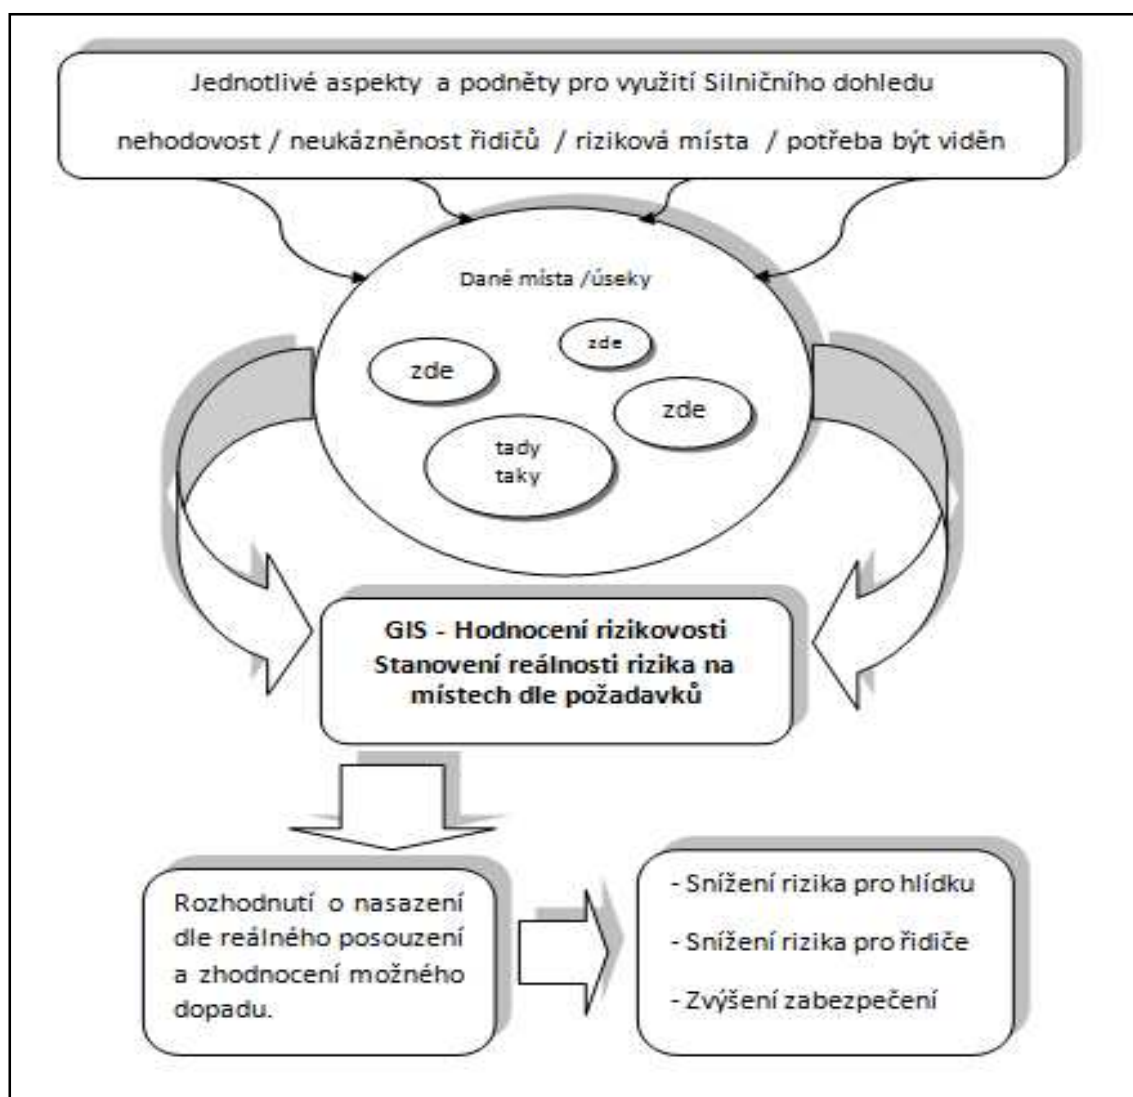 Jednotlivé aspekty a podněty pro využití Silničního dohledu
nehodovost / neukázněnost řidičů / riziková místa / potřeba být viděn
Dané místa /úseky
zde
zde
zde
tady
taky
GIS - Hodnocení rizikovosti
Stanovení reálnosti rizika na
místech dle požadavků
Rozhodnutí o nasazení
dle reálného posouzení
a zhodnocení možného
dopadu.
- Snížení rizika pro hlídku
- Snížení rizika pro řidiče
- Zvýšení zabezpečení